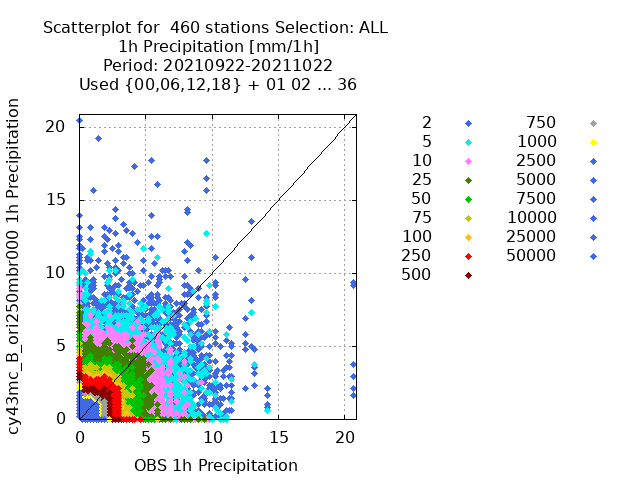 Scatterplot for  460 stations Selection: ALL
1h Precipitation [mm/1h]
Period: 20210922-20211022
Used {00,06,12,18} + 01 02 ... 36
cy43mc_B_ori250mbr000 1h Precipitation
20
15
10
5
0
0 5 10 15 20
OBS 1h Precipitation
2 750
5 1000
10 2500
25 5000
50 7500
75 10000
100 25000
250 50000
500